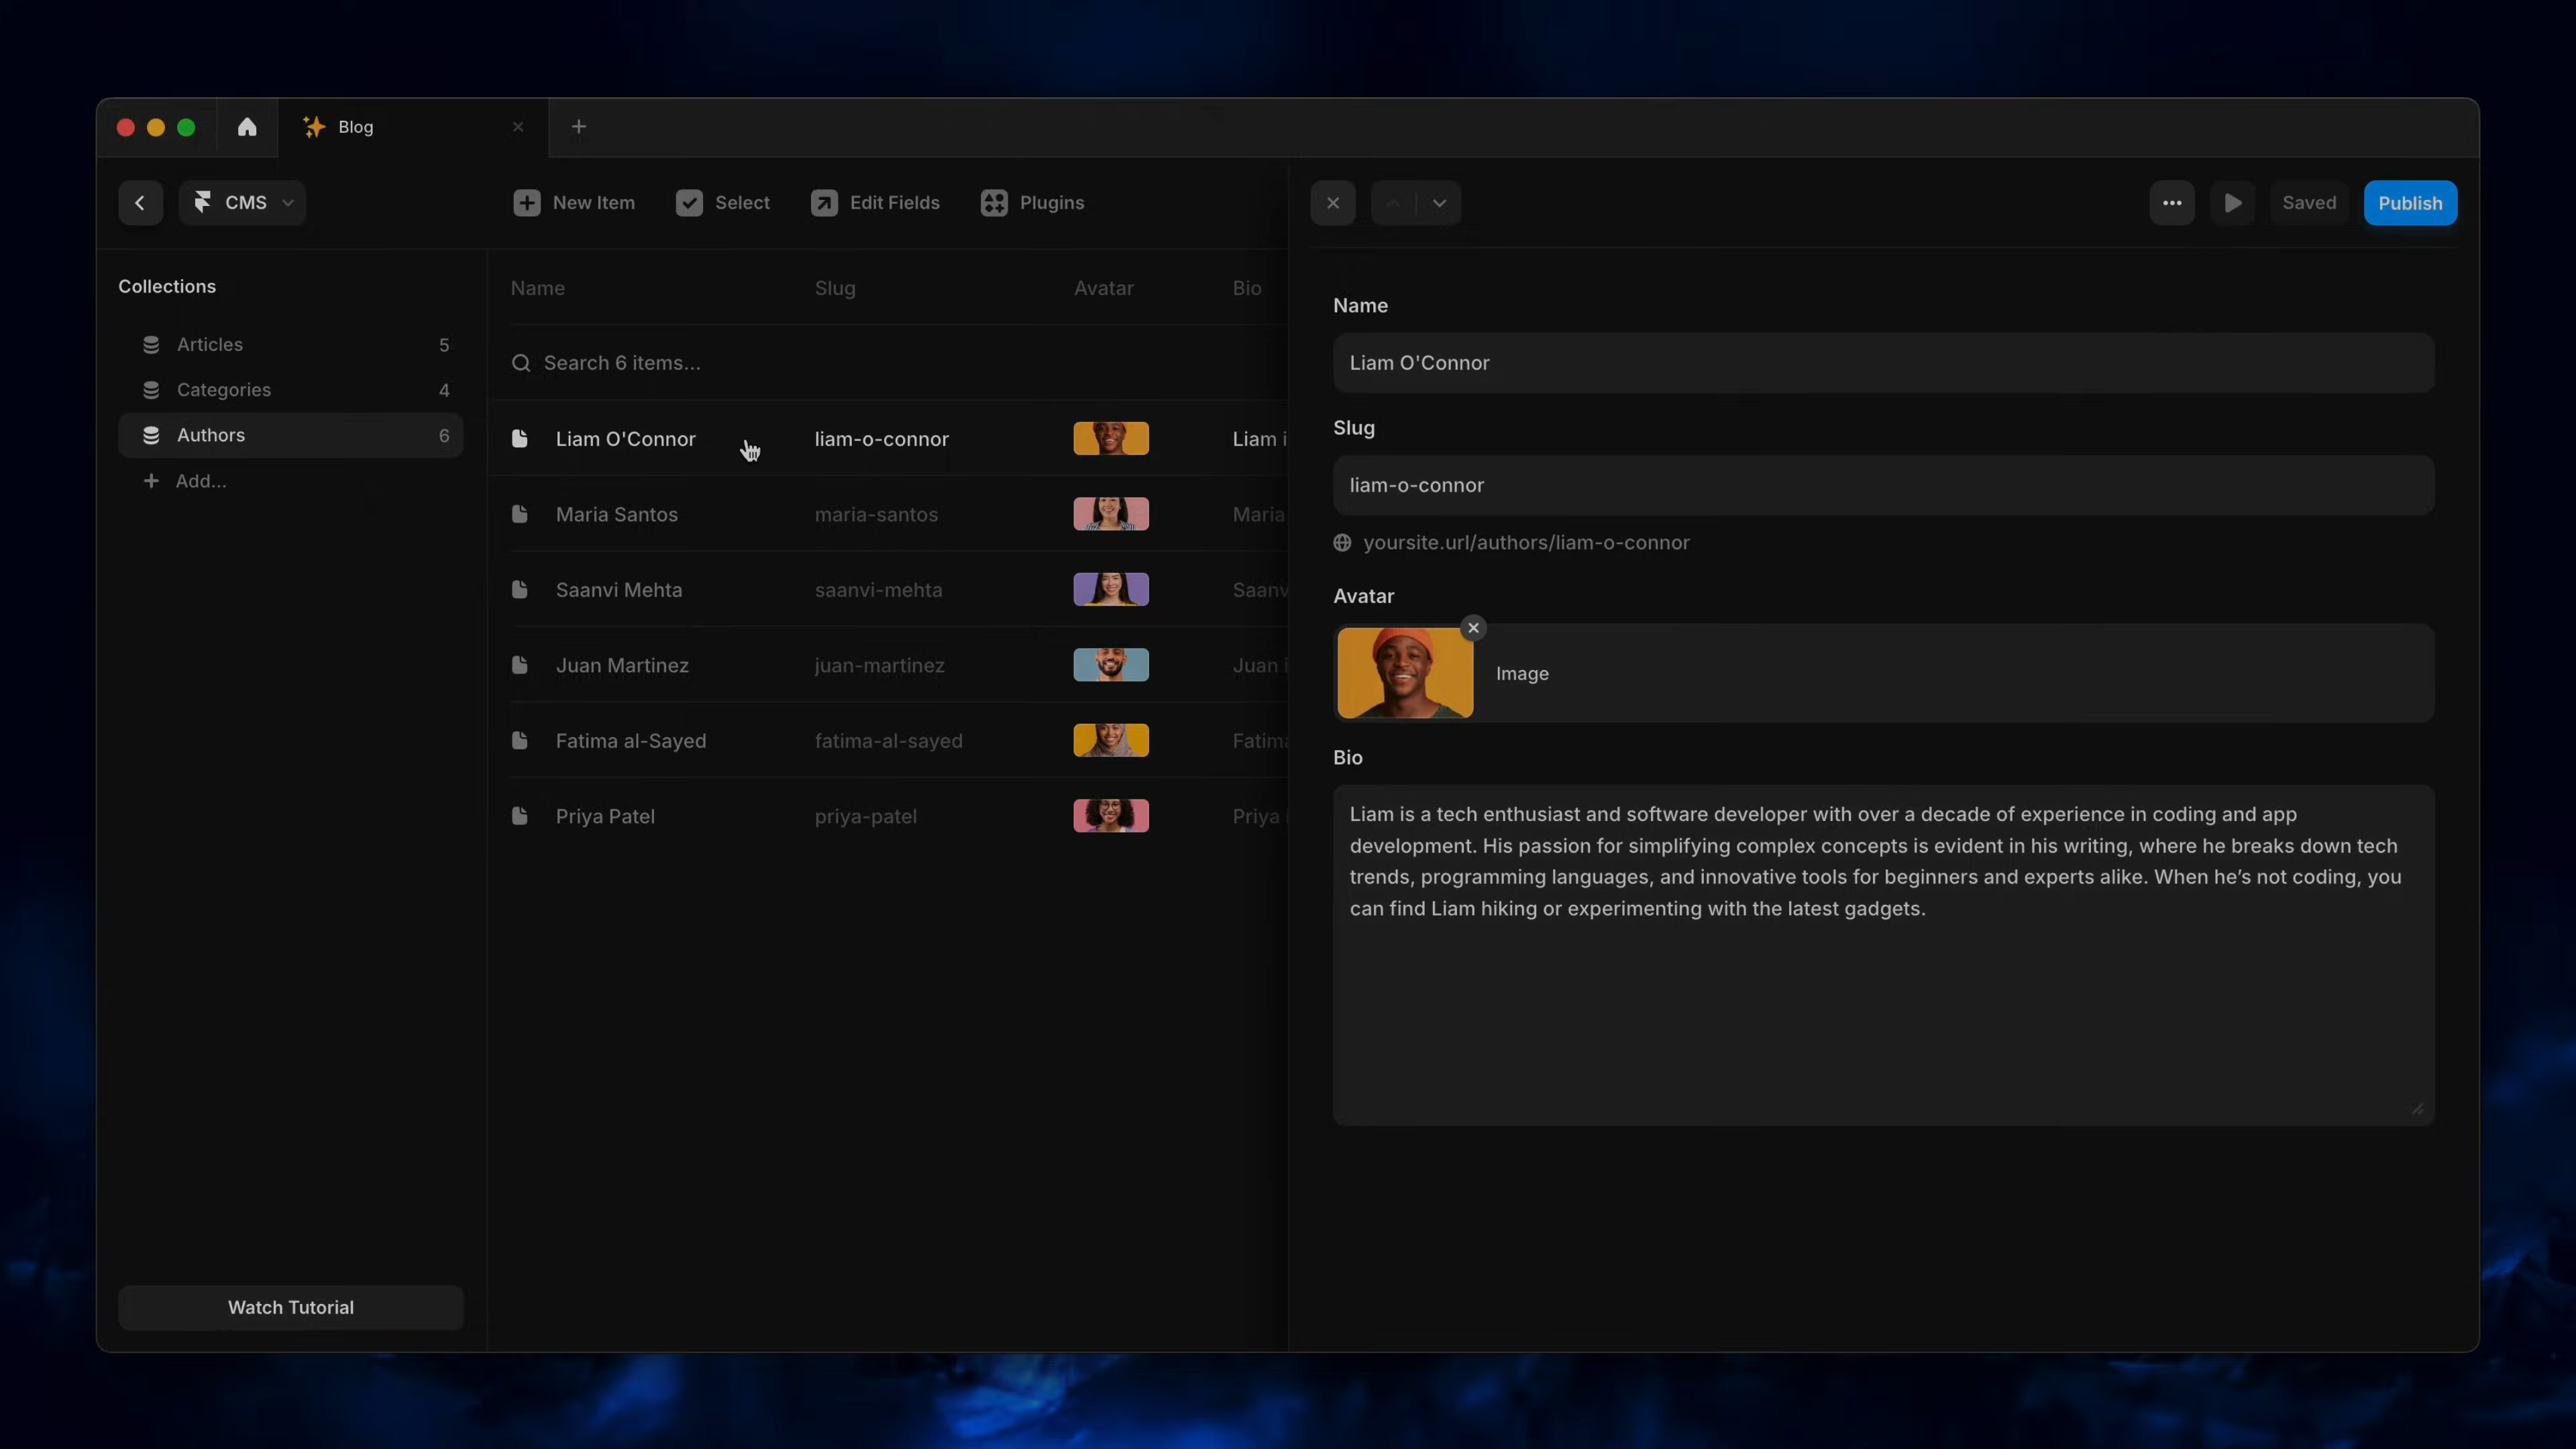 Blog
CMS
New Item
Select
Edit Fields
Plugins
Saved
Publish
Collections
Articles 5
Categories 4
Authors 6
Add...
Watch Tutorial
Name Slug Avatar Bio
Search 6 items...
Liam O'Connor liam-o-connor Liam i
Maria Santos maria-santos Maria
Saanvi Mehta saanvi-mehta Saanv
Juan Martinez juan-martinez Juan i
Fatima al-Sayed fatima-al-sayed Fatima
Priya Patel priya-patel Priya
Name
Liam O'Connor
Slug
liam-o-connor
yoursite.url/authors/liam-o-connor
Avatar
Image
Bio
Liam is a tech enthusiast and software developer with over a decade of experience in coding and app
development. His passion for simplifying complex concepts is evident in his writing, where he breaks down tech
trends, programming languages, and innovative tools for beginners and experts alike. When he’s not coding, you
can find Liam hiking or experimenting with the latest gadgets.